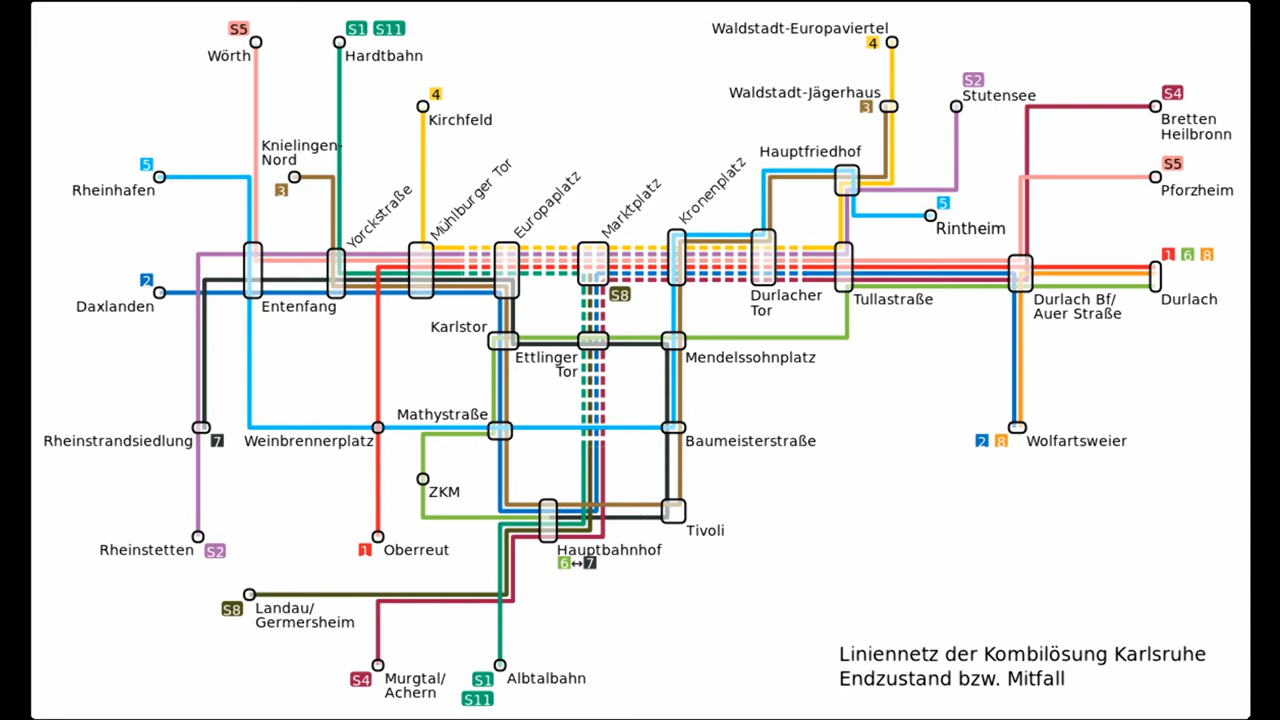 S5
Wörth
S1 S11
Hardtbahn
4
Kirchfeld
Waldstadt-Europaviertel
4
Waldstadt-Jägerhaus
3
S2
Stutensee
S4
Bretten
Heilbronn
S5
Pforzheim
Hauptfriedhof
5
Rintheim
5
Rheinhafen
Knielingen-
Nord
3
Yorckstraße
Mühlburger Tor
Europaplatz
Marktplatz
Kronenplatz
2
Daxlanden
Entenfang
S8
Durlacher
Tor
Tullastraße
Durlach Bf/
Auer Straße
1 6 8
Durlach
Karlstor
Ettlinger
Tor
Mendelssohnplatz
Mathystraße
Rheinstrandsiedlung
7
Weinbrennerplatz
Baumeisterstraße
2 8
Wolfartsweier
ZKM
Tivoli
Rheinstetten
S2
1
Oberreut
Hauptbahnhof
6↔7
S8
Landau/
Germersheim
S4
Murgtal/
Achern
S1
S11
Albtalbahn
Liniennetz der Kombilösung Karlsruhe
Endzustand bzw. Mitfall